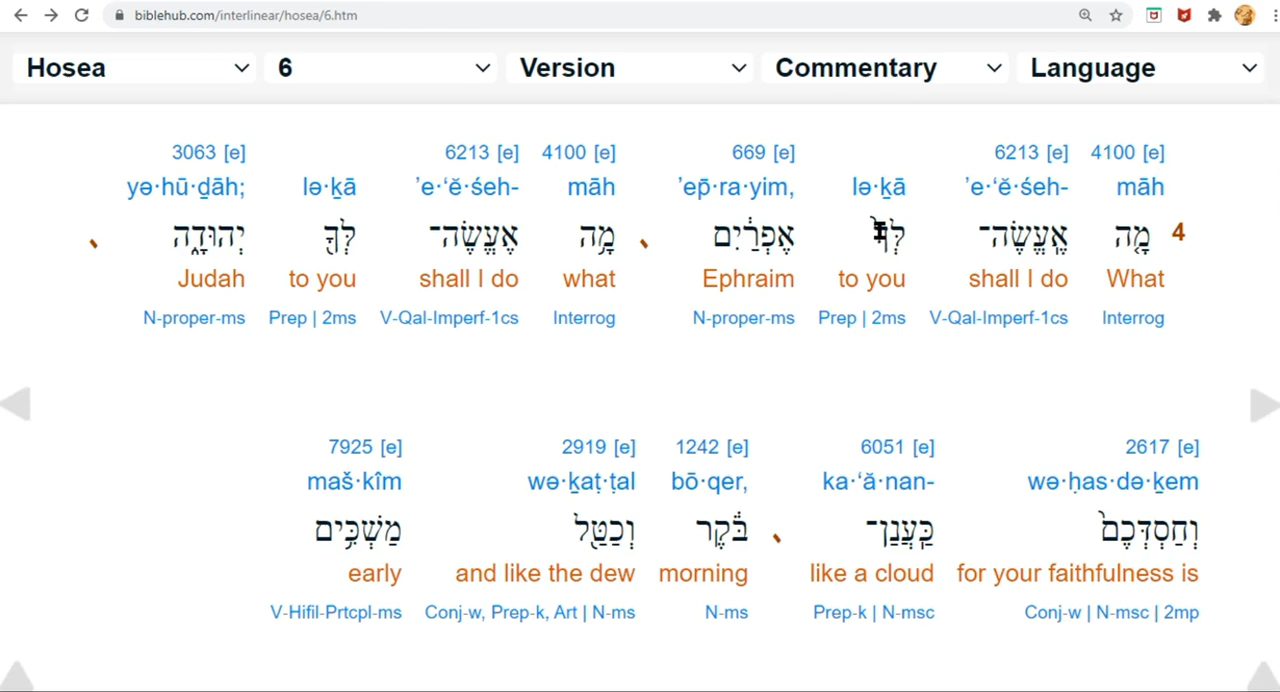 biblehub.com/interlinear/hosea/6.htm
Hosea 6 Version Commentary Language
3063 [e] 6213 [e] 4100 [e] 669 [e] 6213 [e] 4100 [e]
yə·hū·ḏāh; lə·ḵā ’e·‘ĕ·śeh- māh ’ep̄·ra·yim, lə·ḵā ’e·‘ĕ·śeh- māh
4 מָ֤ה אֶֽעֱשֶׂה־ לְּךָ֙ אֶפְרַ֔יִם מָ֥ה אֶעֱשֶׂה־ לְּךָ֖ יְהוּדָ֑ה
Judah to you shall I do what 、 Ephraim to you shall I do What
N-proper-ms Prep | 2ms V-Qal-Imperf-1cs Interrog N-proper-ms Prep | 2ms V-Qal-Imperf-1cs Interrog
7925 [e] 2919 [e] 1242 [e] 6051 [e] 2617 [e]
maš·kîm wə·ḵaṭ·ṭal bō·qer, ka·‘ă·nan- wə·ḥas·də·ḵem
וְחַסְדְּכֶם֙ כַּֽעֲנַן־ בֹּ֔קֶר וְכַטַּ֖ל מַשְׁכִּ֥ים
early and like the dew morning 、 like a cloud for your faithfulness is
V-Hifil-Prtcpl-ms Conj-w, Prep-k, Art | N-ms N-ms Prep-k | N-msc Conj-w | N-msc | 2mp